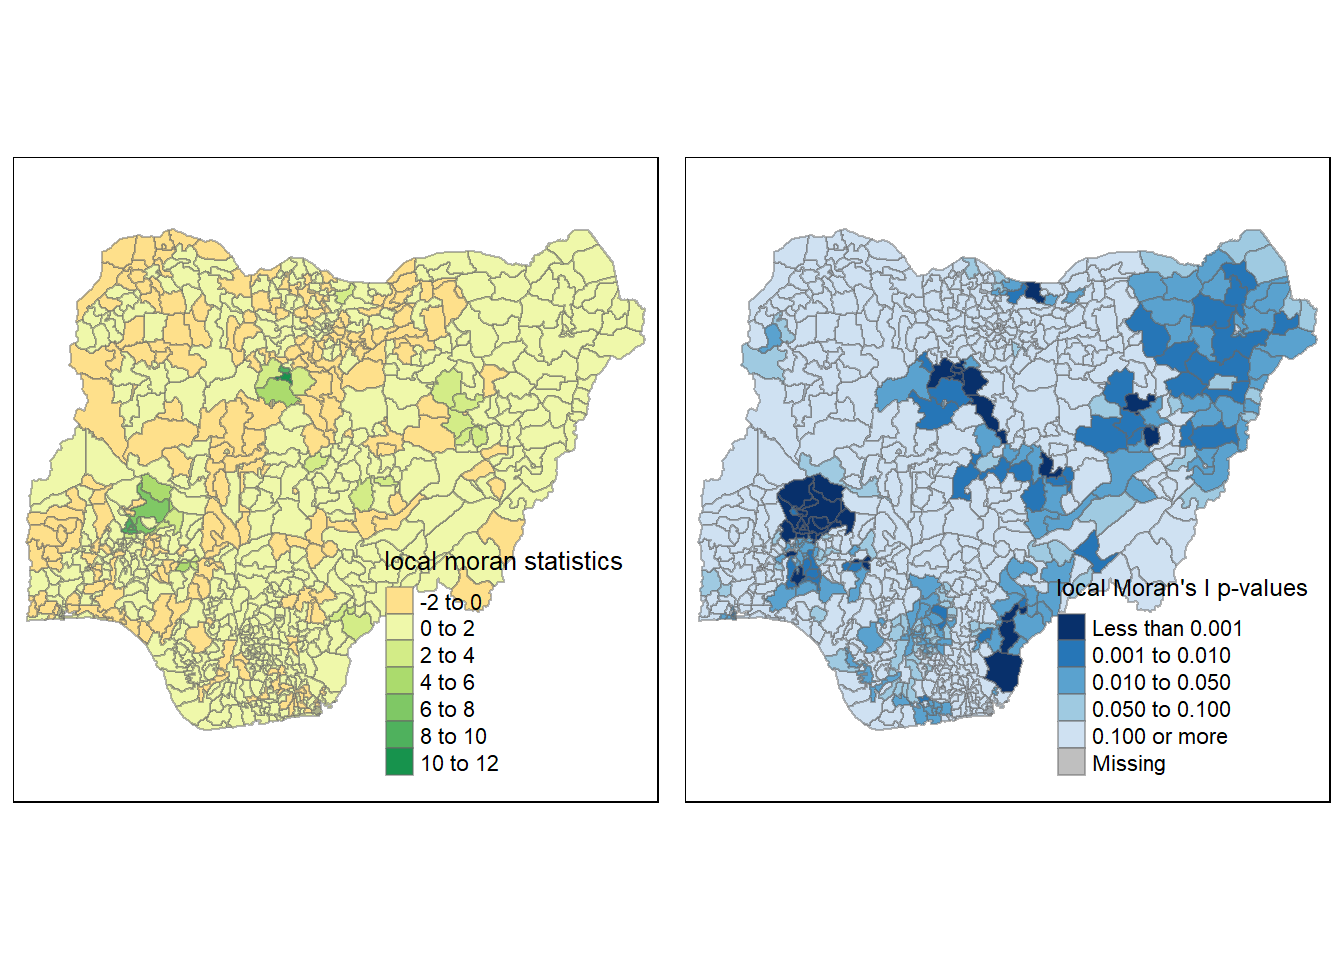 local moran statistics
-2 to 0
0 to 2
2 to 4
4 to 6
6 to 8
8 to 10
10 to 12
local Moran's I p-values
Less than 0.001
0.001 to 0.010
0.010 to 0.050
0.050 to 0.100
0.100 or more
Missing